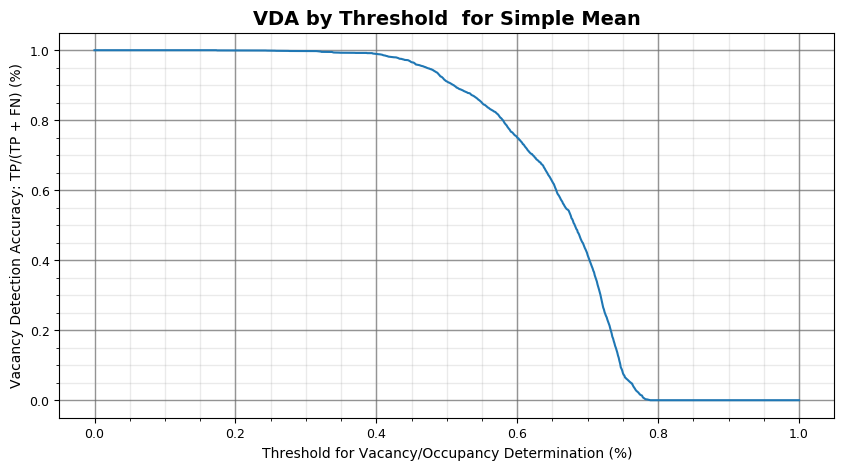 VDA by Threshold  for Simple Mean
Vacancy Detection Accuracy: TP/(TP + FN) (%)
1.0
0.8
0.6
0.4
0.2
0.0
0.0 0.2 0.4 0.6 0.8 1.0
Threshold for Vacancy/Occupancy Determination (%)